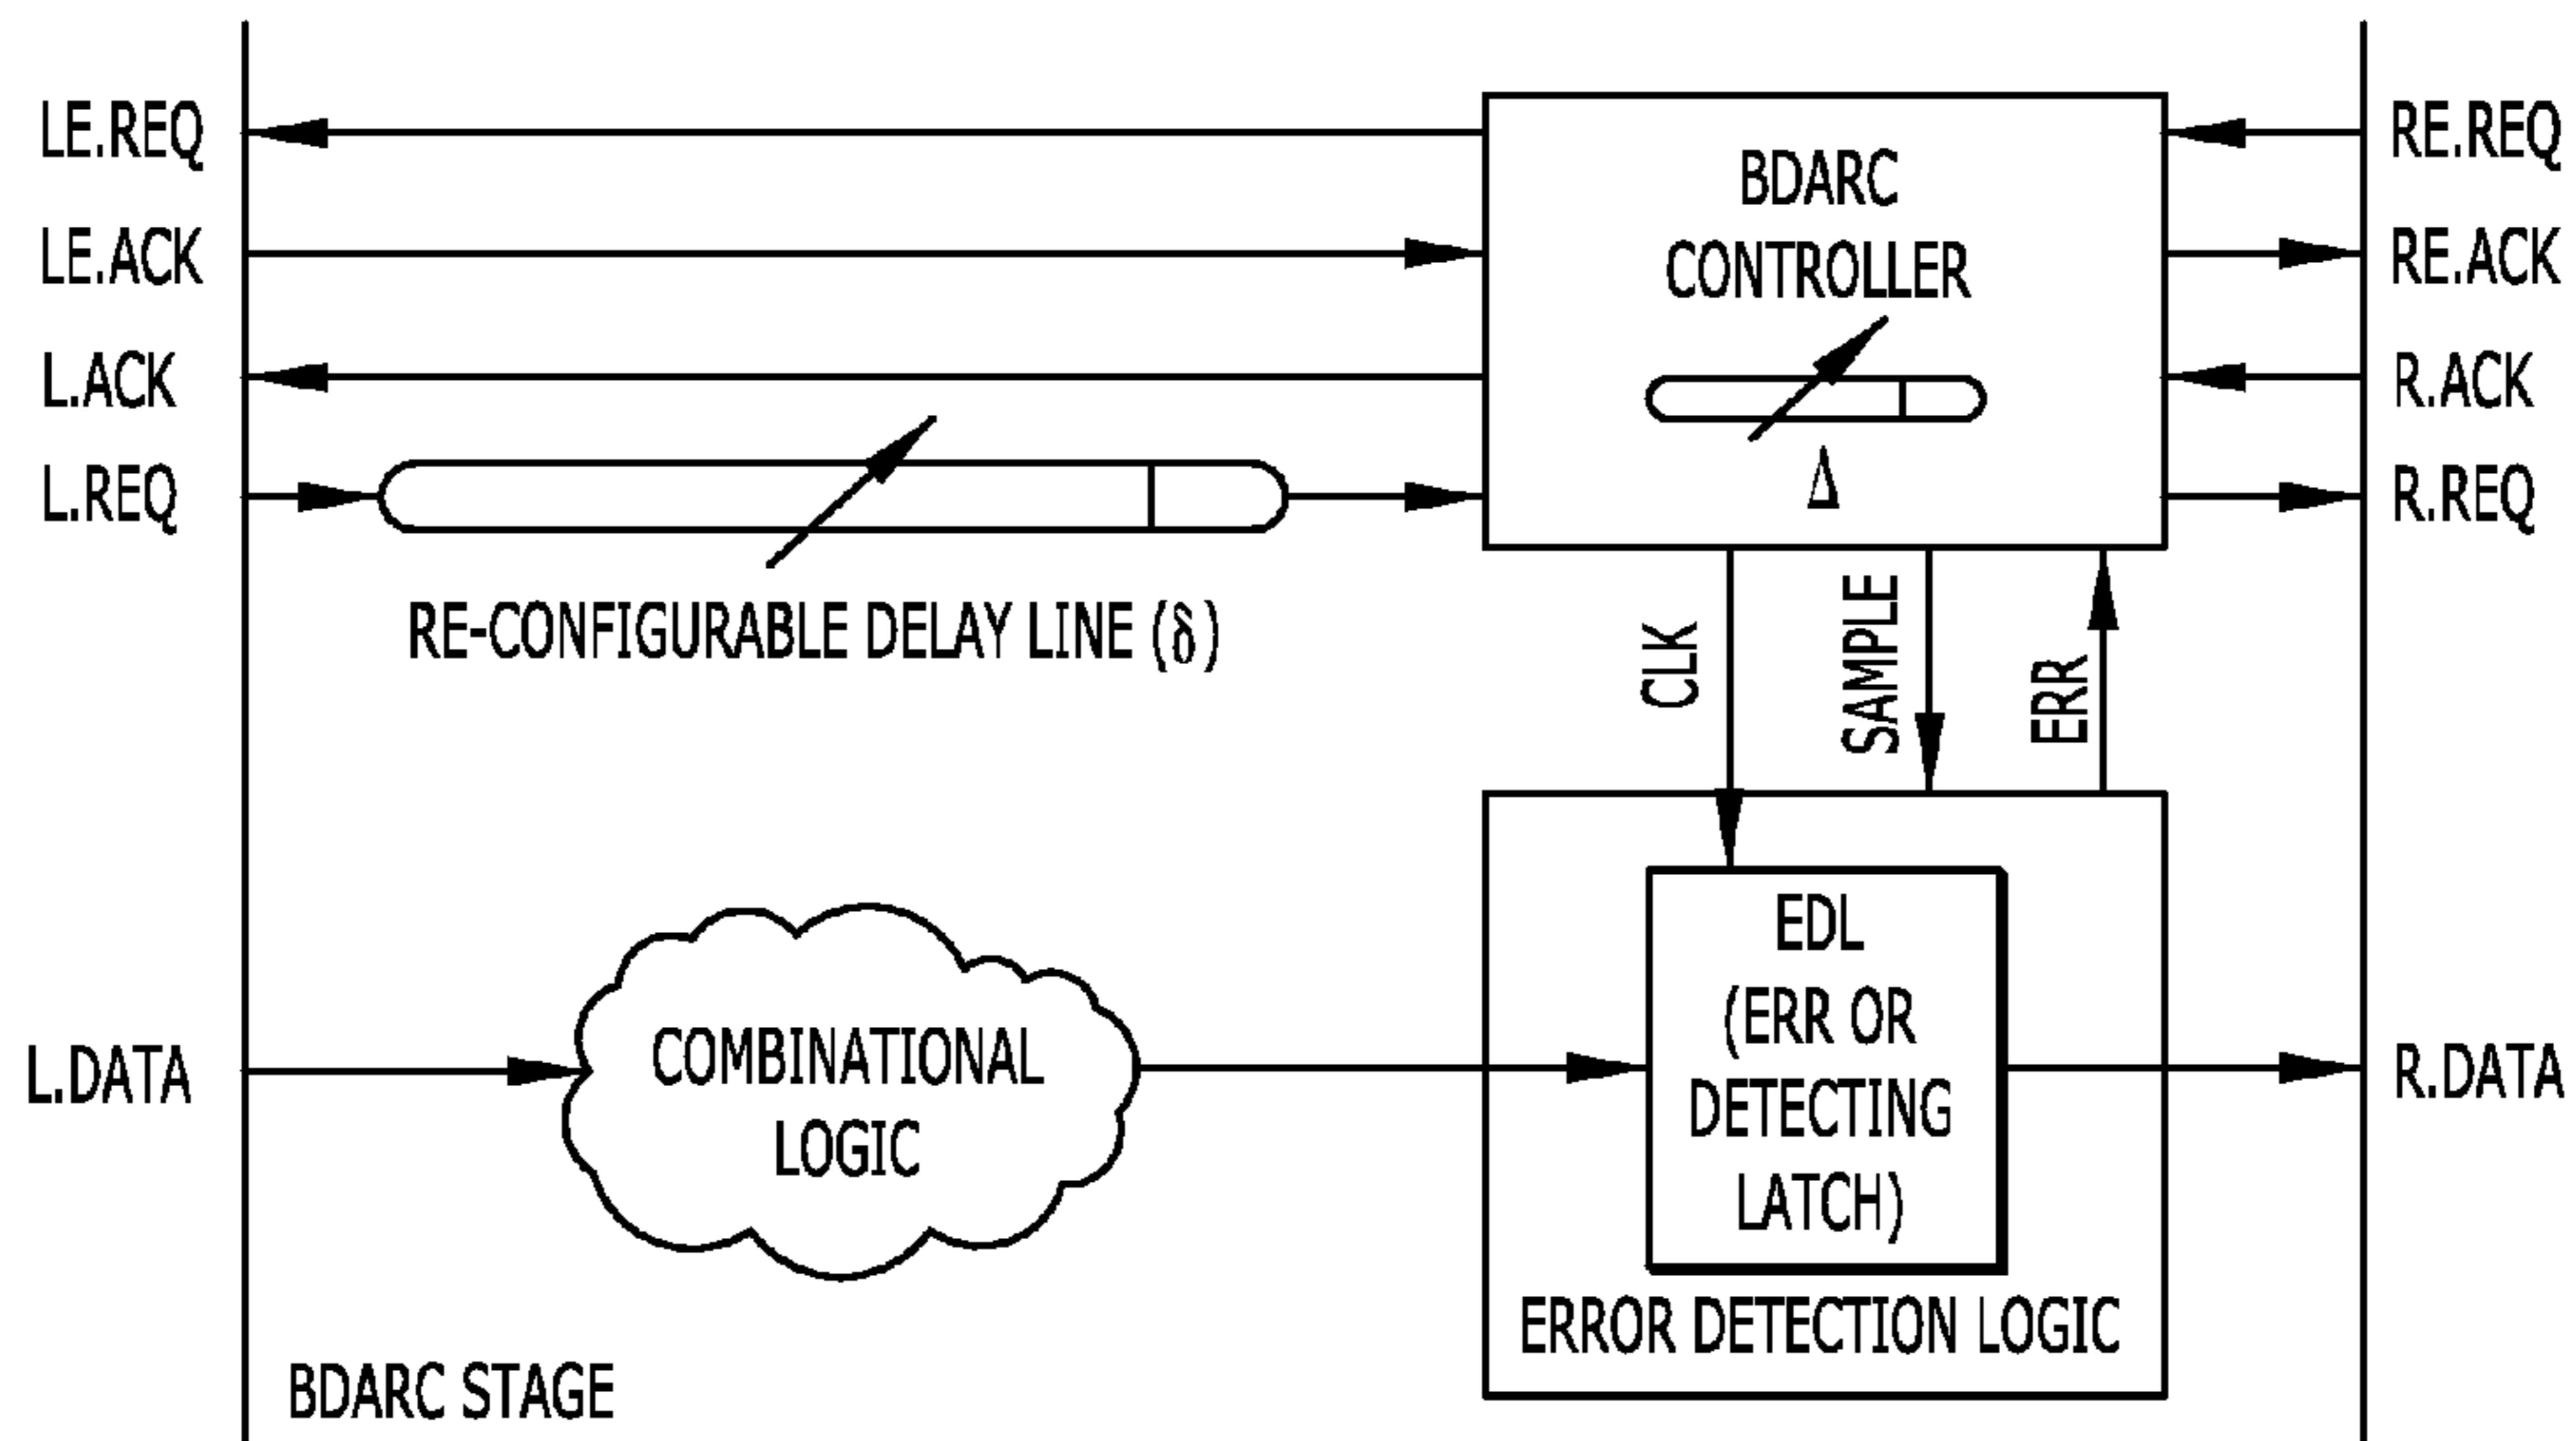 LE.REQ
LE.ACK
L.ACK
L.REQ
RE-CONFIGURABLE DELAY LINE (δ)
BDARC
CONTROLLER
Δ
RE.REQ
RE.ACK
R.ACK
R.REQ
CLK
SAMPLE
ERR
L.DATA
COMBINATIONAL
LOGIC
EDL
(ERR OR
DETECTING
LATCH)
ERROR DETECTION LOGIC
R.DATA
BDARC STAGE